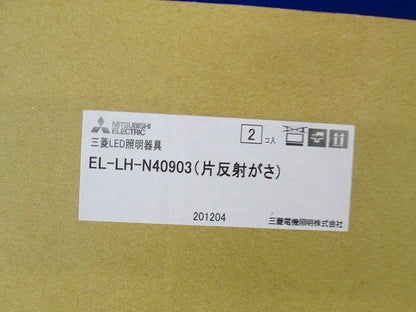 MITSUBISHI
ELECTRIC
2 コ入
三菱LED照明器具
EL-LH-N40903(片反射がさ)
201204
三菱電機照明株式会社